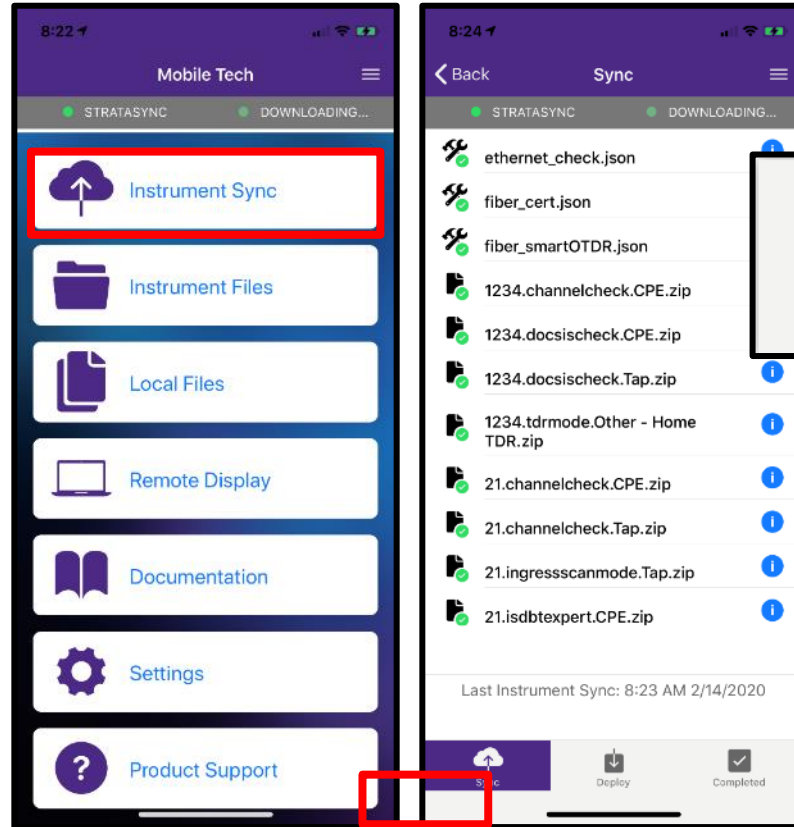 8:22
Mobile Tech
STRATASYNC DOWNLOADING...
Instrument Sync
Instrument Files
Local Files
Remote Display
Documentation
Settings
? Product Support
8:24
Back Sync
STRATASYNC DOWNLOADING...
ethernet_check.json
fiber_cert.json
fiber_smartOTDR.json
1234.channelcheck.CPE.zip
1234.docsischeck.CPE.zip
1234.docsischeck.Tap.zip
1234.tdrmode.Other - Home
TDR.zip
21.channelcheck.CPE.zip
21.channelcheck.Tap.zip
21.ingressscanmode.Tap.zip
21.isdbtexpert.CPE.zip
Last Instrument Sync: 8:23 AM 2/14/2020
Sync Deploy Completed